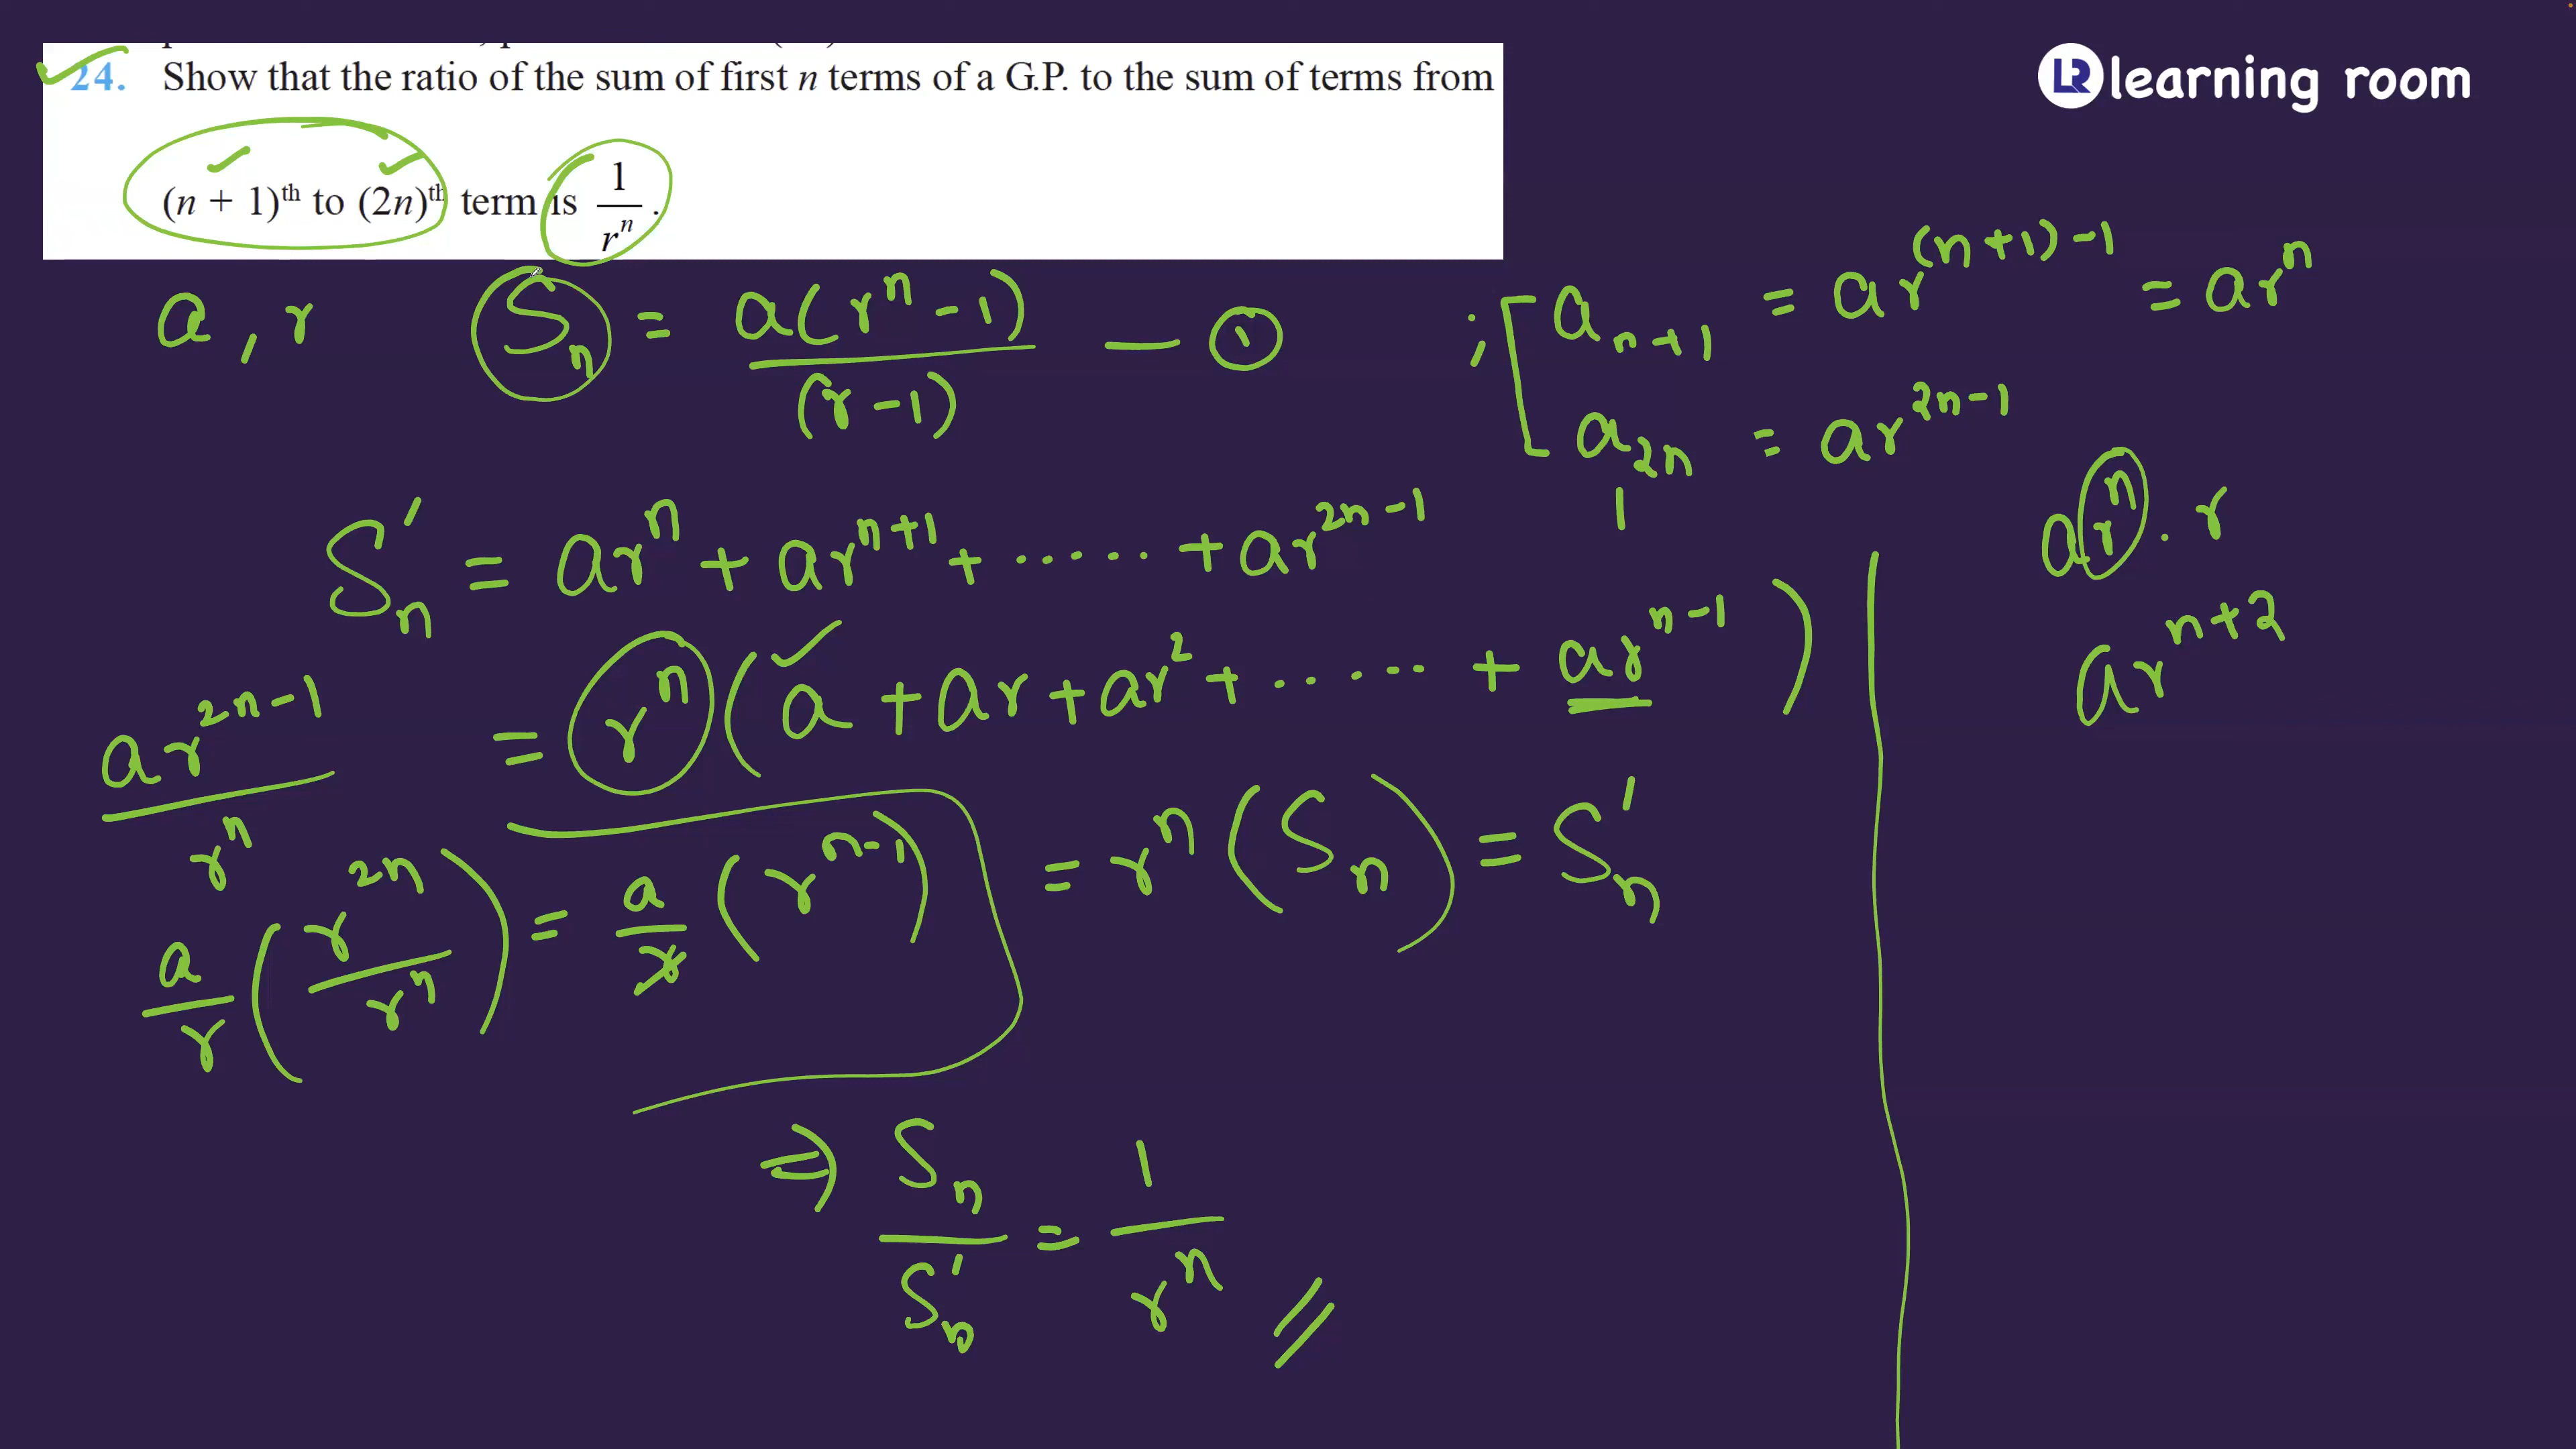 24. Show that the ratio of the sum of first n terms of a G.P. to the sum of terms from
(n + 1)th to (2n)th term is 1/r^n.
LR learning room
a, r   S_n = a(r^n - 1)/(r - 1) — ①   ; [ a_{n+1} = ar^{(n+1)-1} = ar^n
a_{2n} = ar^{2n-1}
S'_n = ar^n + ar^{n+1} + ...... + ar^{2n-1}
ar^n . r
= r^n (a + ar + ar^2 + ...... + ar^{n-1})
ar^{n+2}
ar^{2n-1}/r^n
= r^n (S_n) = S'_n
a/r (r^{2n}/r^n) = a/r (r^{n-1})
⇒ S_n/S'_n = 1/r^n //